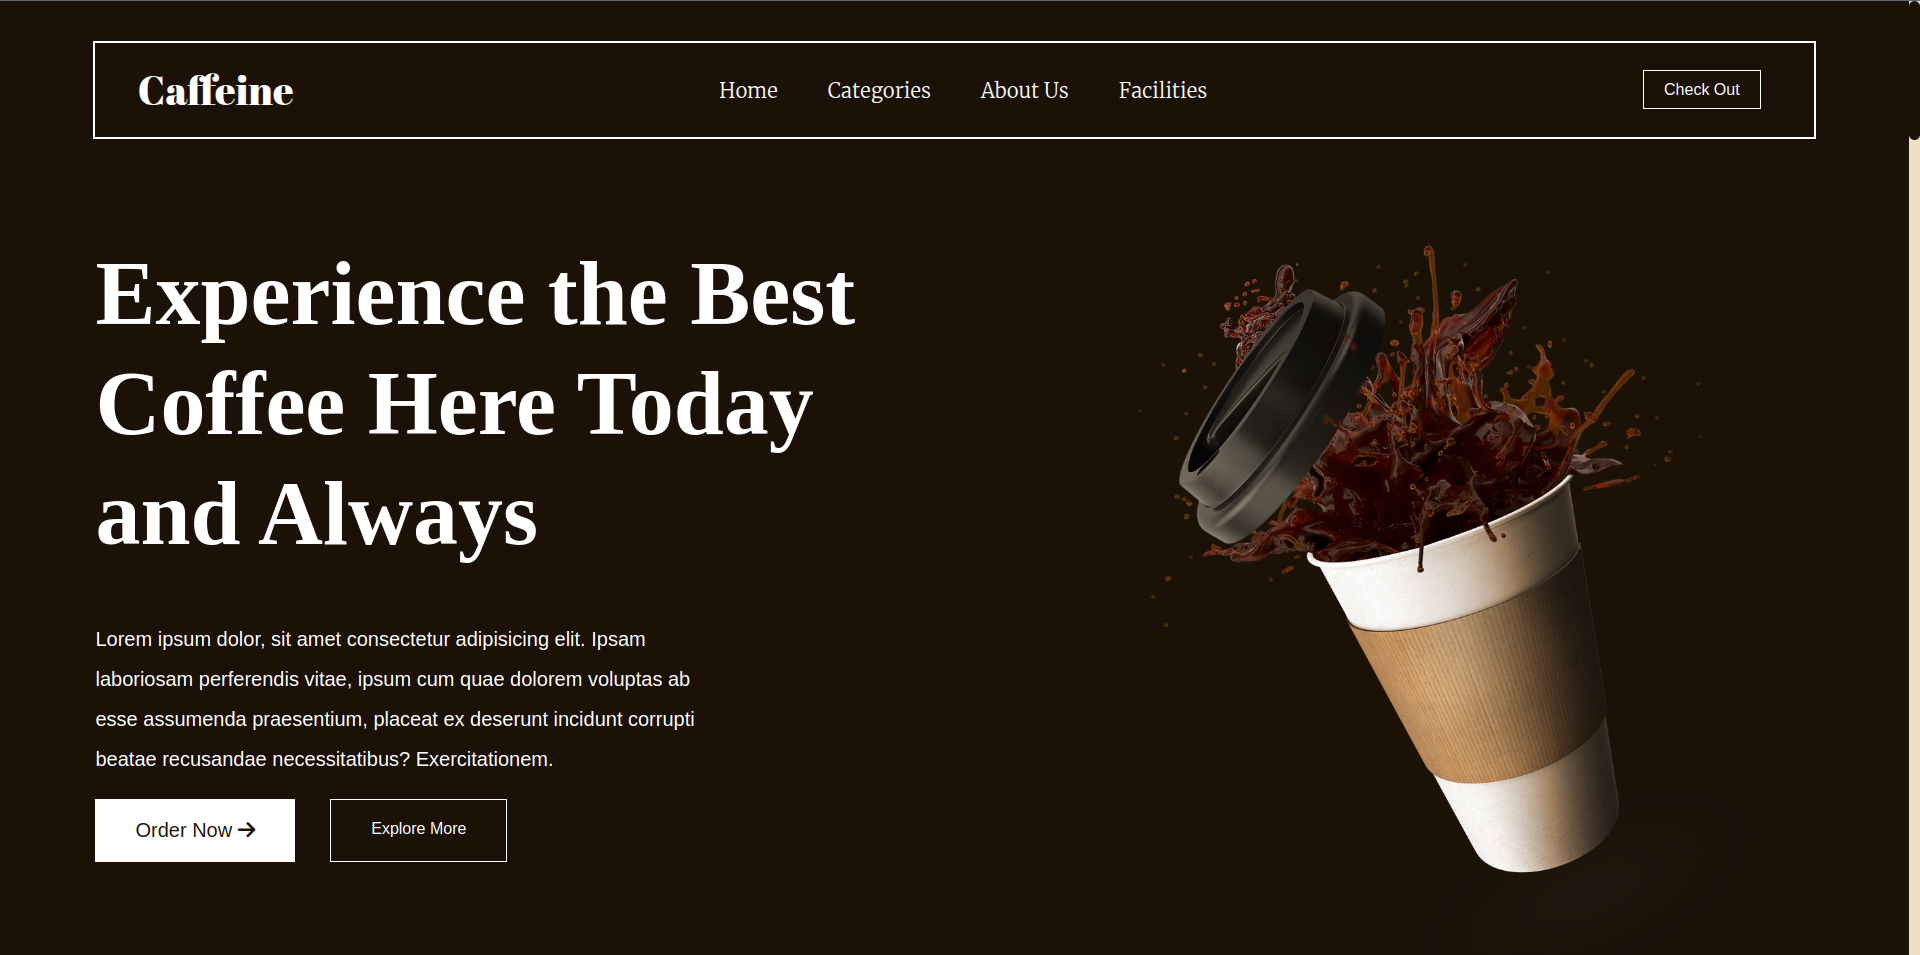 Caffeine
Home
Categories
About Us
Facilities
Check Out
Experience the Best
Coffee Here Today
and Always
Lorem ipsum dolor, sit amet consectetur adipisicing elit. Ipsam
laboriosam perferendis vitae, ipsum cum quae dolorem voluptas ab
esse assumenda praesentium, placeat ex deserunt incidunt corrupti
beatae recusandae necessitatibus? Exercitationem.
Order Now
Explore More